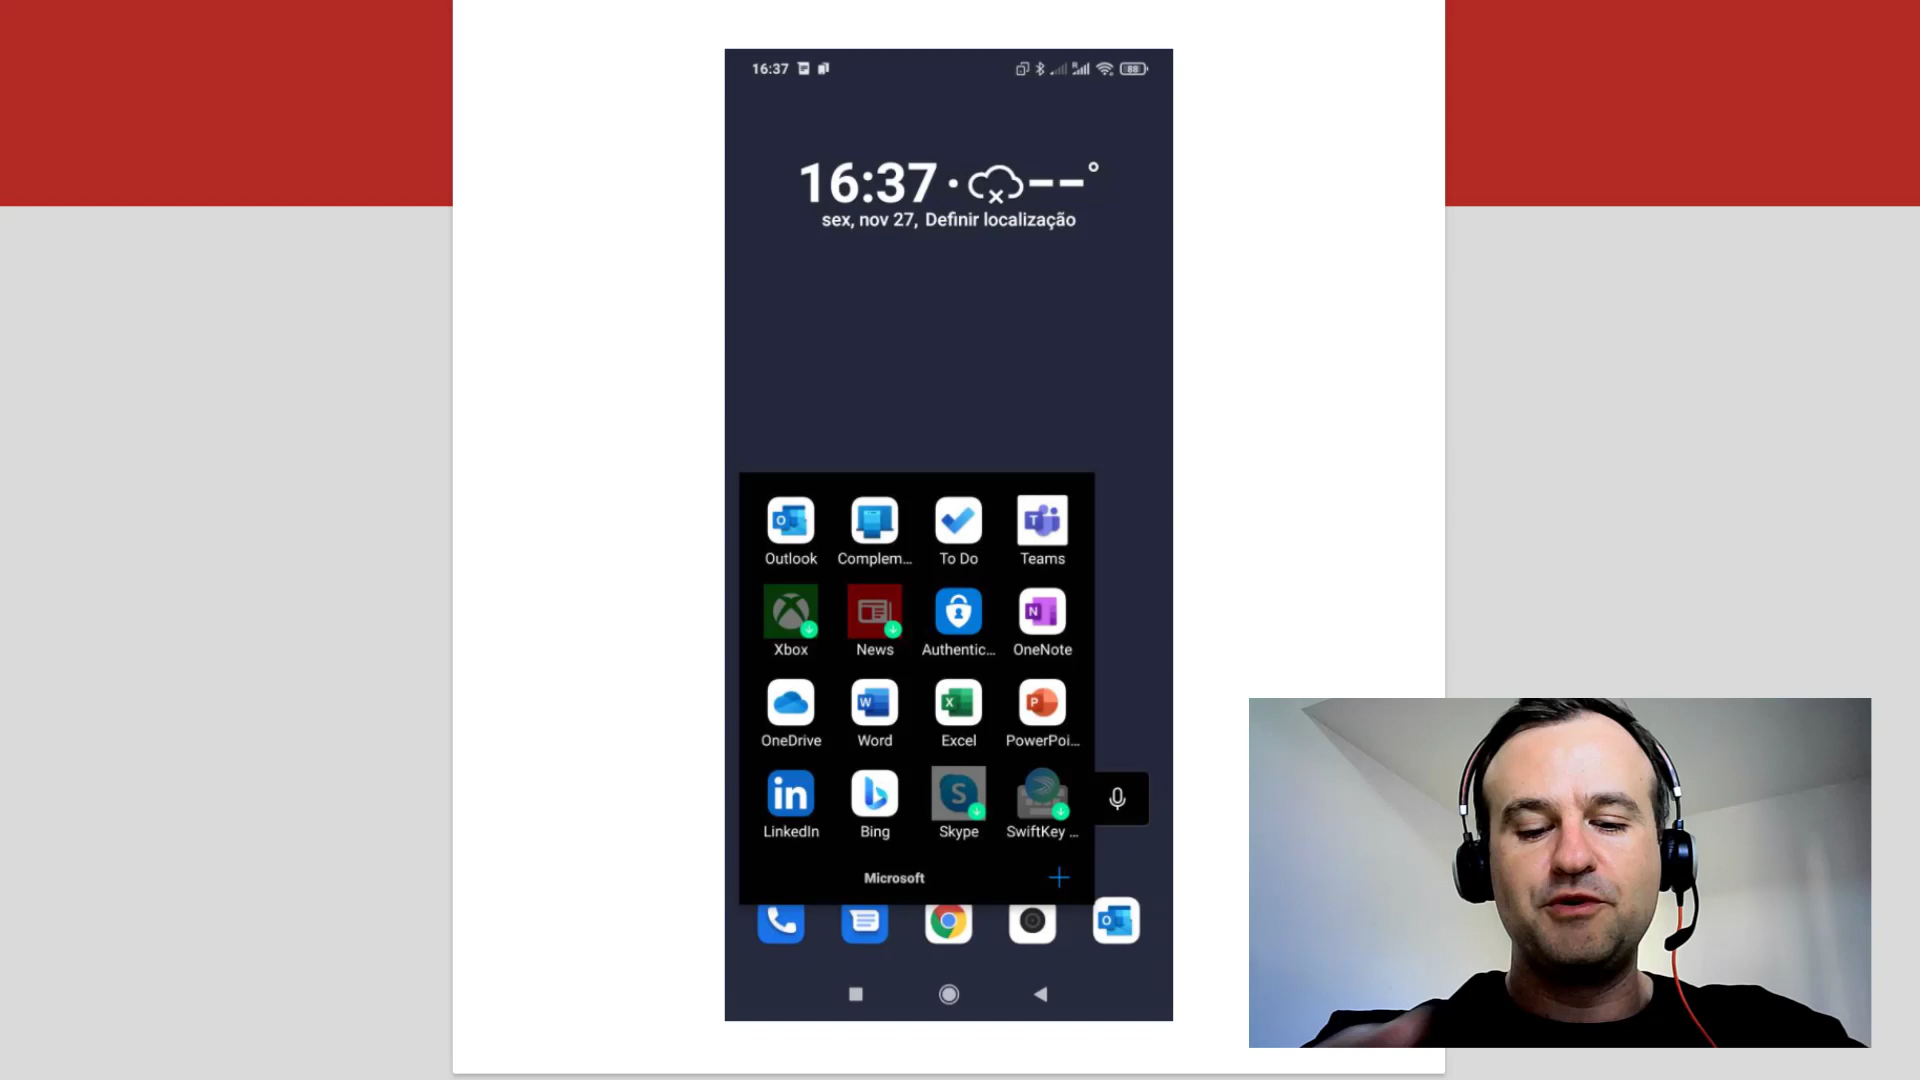 16:37
88
16:37 · --°
sex, nov 27, Definir localização
Outlook Complem... To Do Teams
Xbox News Authentic... OneNote
OneDrive Word Excel PowerPoi...
LinkedIn Bing Skype SwiftKey ...
Microsoft